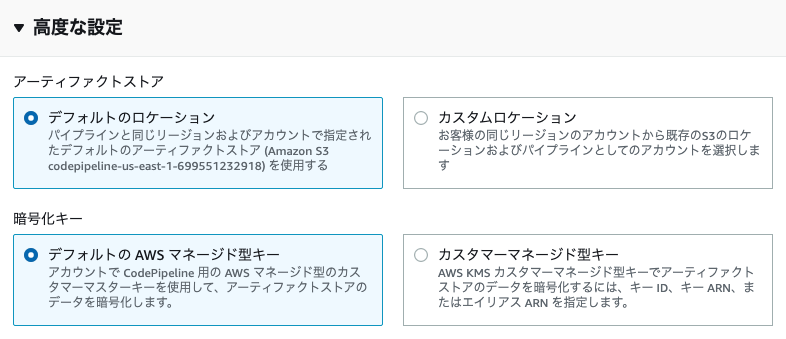 ▼ 高度な設定
アーティファクトストア
デフォルトのロケーション
パイプラインと同じリージョンおよびアカウントで指定され
たデフォルトのアーティファクトストア (Amazon S3
codepipeline-us-east-1-699551232918) を使用する
カスタムロケーション
お客様の同じリージョンのアカウントから既存のS3のロケ
ーションおよびパイプラインとしてのアカウントを選択しま
す
暗号化キー
デフォルトの AWS マネージド型キー
アカウントで CodePipeline 用の AWS マネージド型のカス
タマーマスターキーを使用して、アーティファクトストアの
データを暗号化します。
カスタマーマネージド型キー
AWS KMS カスタマーマネージド型キーでアーティファクト
ストアのデータを暗号化するには、キー ID、キー ARN、ま
たはエイリアス ARN を指定します。